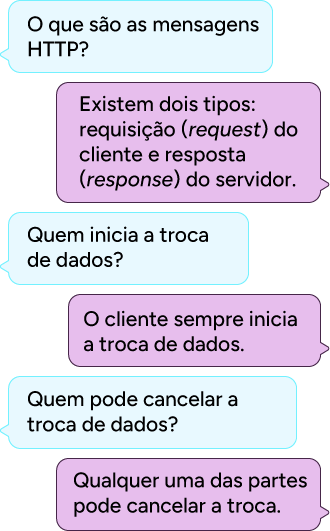 O que são as mensagens
HTTP?
Existem dois tipos:
requisição (request) do
cliente e resposta
(response) do servidor.
Quem inicia a troca
de dados?
O cliente sempre inicia
a troca de dados.
Quem pode cancelar a
troca de dados?
Qualquer uma das partes
pode cancelar a troca.